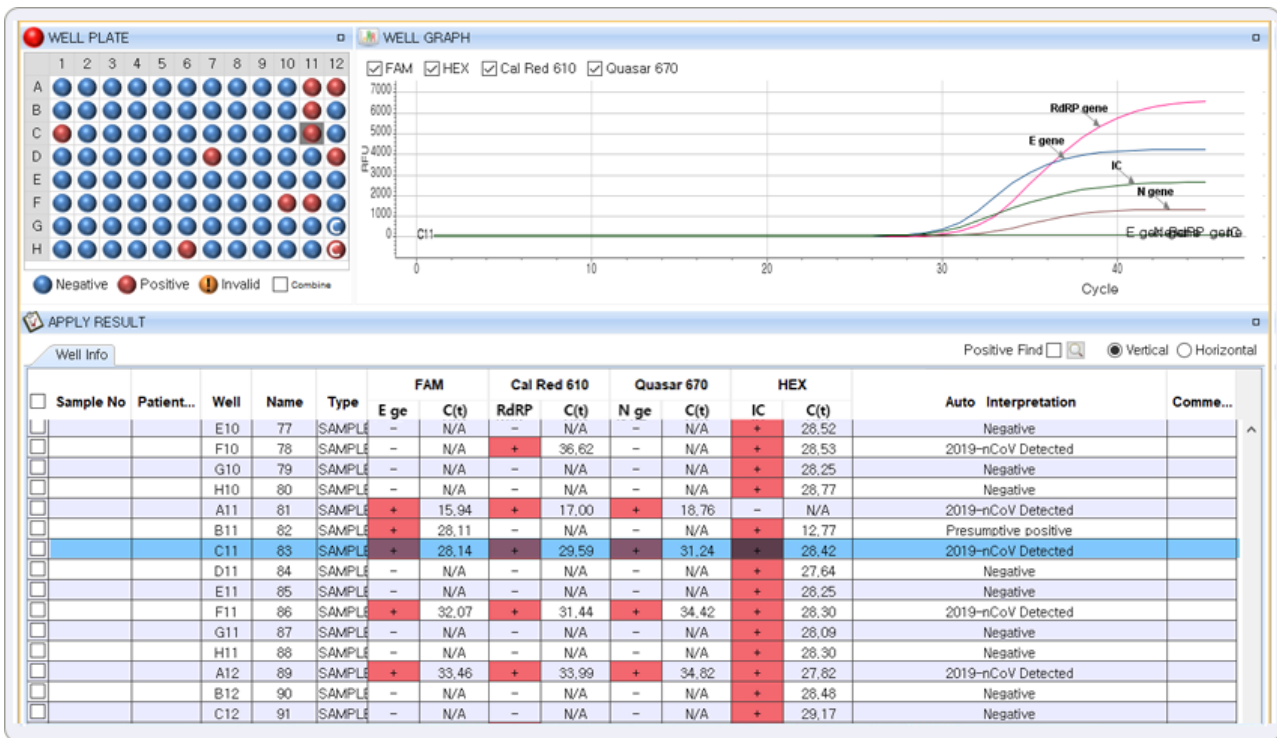 WELL PLATE
1 2 3 4 5 6 7 8 9 10 11 12
A
B
C
D
E
F
G C
H C
Negative Positive Invalid Combine
WELL GRAPH
FAM HEX Cal Red 610 Quasar 670
7000
6000
5000
4000
3000
2000
1000
0
RFU
RdRP gene
E gene
IC
N gene
C11
0 10 20 30 40
Cycle
APPLY RESULT
Well Info
Positive Find Vertical Horizontal
FAM Cal Red 610 Quasar 670 HEX
Sample No Patient... Well Name Type E ge C(t) RdRP C(t) N ge C(t) IC C(t) Auto Interpretation Comme...
E10 77 SAMPLE - N/A - N/A - N/A + 28,52 Negative
F10 78 SAMPLE - N/A + 36,62 - N/A + 28,53 2019-nCoV Detected
G10 79 SAMPLE - N/A - N/A - N/A + 28,25 Negative
H10 80 SAMPLE - N/A - N/A - N/A + 28,77 Negative
A11 81 SAMPLE + 15,94 + 17,00 + 18,76 - N/A 2019-nCoV Detected
B11 82 SAMPLE + 28,11 - N/A - N/A + 12,77 Presumptive positive
C11 83 SAMPLE + 28,14 + 29,59 + 31,24 + 28,42 2019-nCoV Detected
D11 84 SAMPLE - N/A - N/A - N/A + 27,64 Negative
E11 85 SAMPLE - N/A - N/A - N/A + 28,25 Negative
F11 86 SAMPLE + 32,07 + 31,44 + 34,42 + 28,30 2019-nCoV Detected
G11 87 SAMPLE - N/A - N/A - N/A + 28,09 Negative
H11 88 SAMPLE - N/A - N/A - N/A + 28,30 Negative
A12 89 SAMPLE + 33,46 + 33,99 + 34,82 + 27,82 2019-nCoV Detected
B12 90 SAMPLE - N/A - N/A - N/A + 28,48 Negative
C12 91 SAMPLE - N/A - N/A - N/A + 29,17 Negative